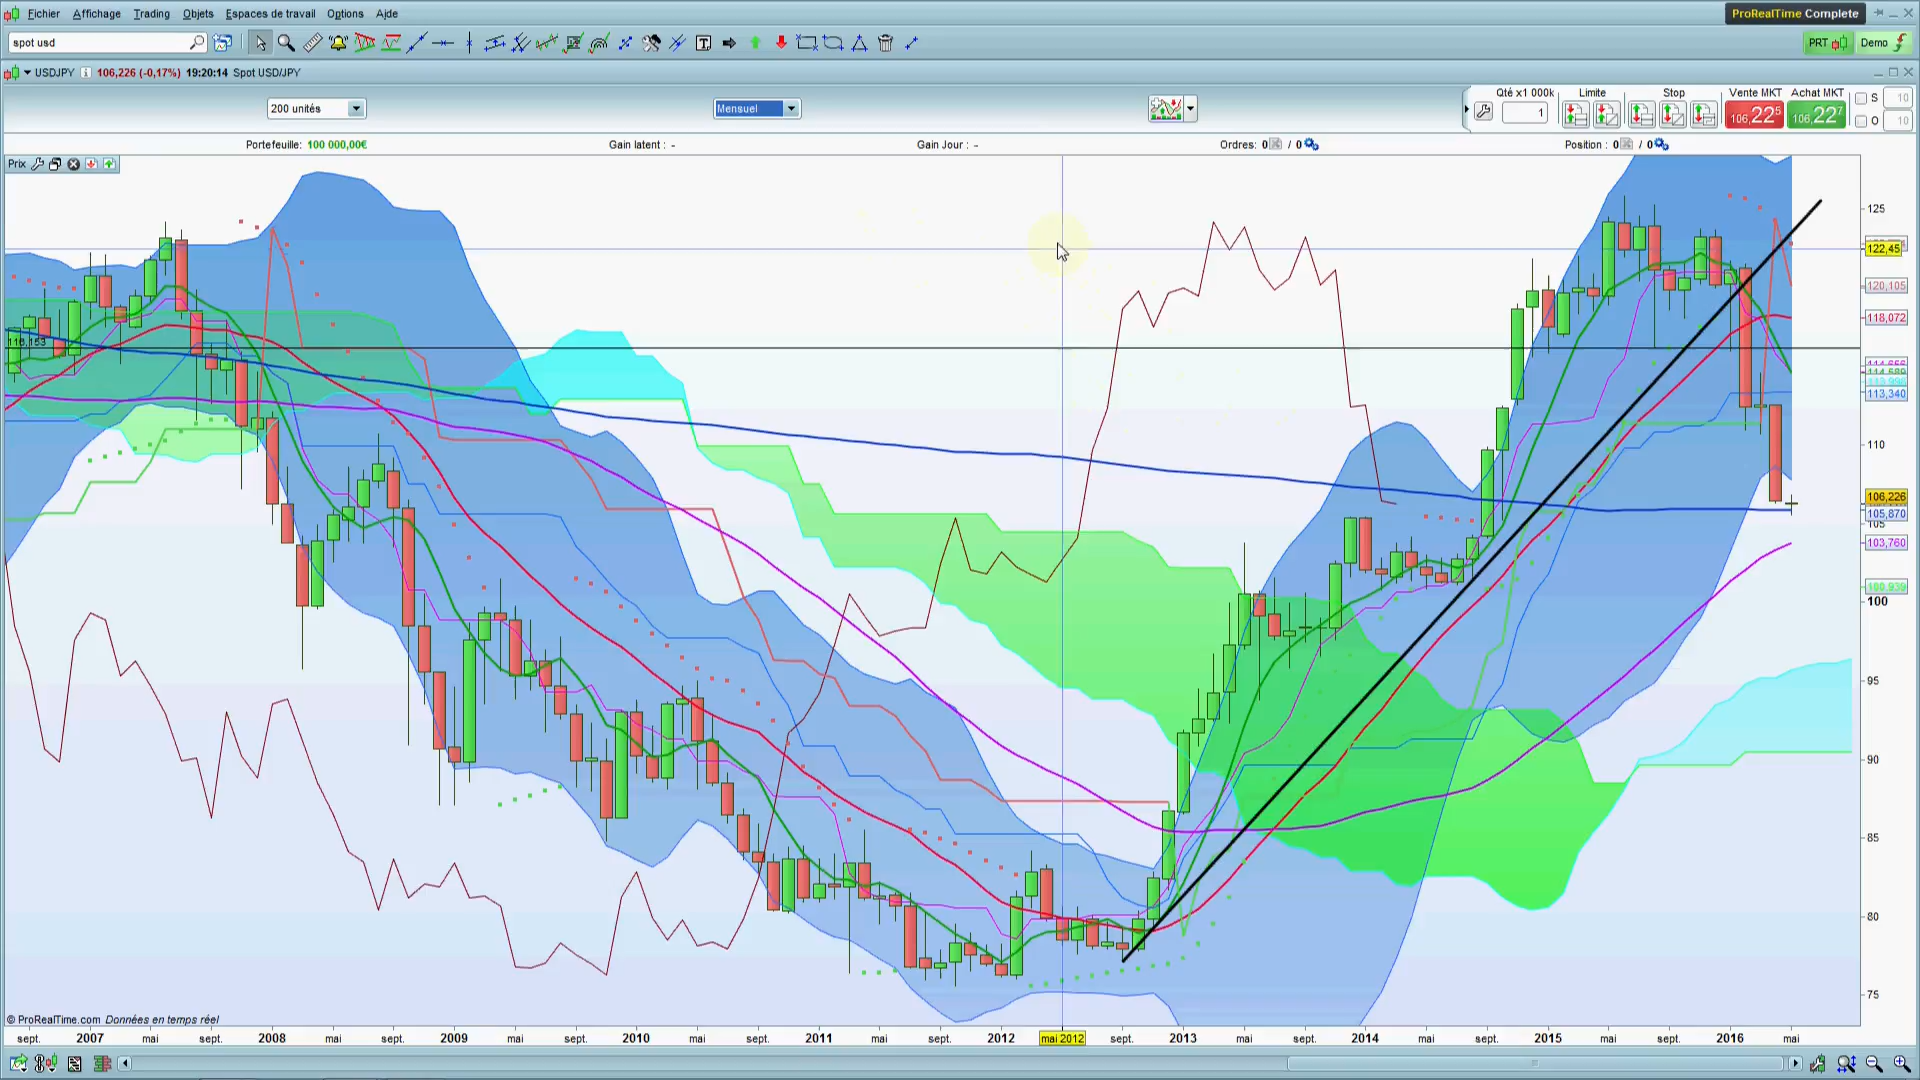 Fichier Affichage Trading Objets Espaces de travail Options Aide
ProRealTime Complete
spot usd
PRT Demo
USDJPY 106,226 (-0,17%) 19:20:14 Spot USD/JPY
200 unités Mensuel
Qté x1 000k Limite Stop Vente MKT Achat MKT S 10
1 106,22⁵ 106,22⁷ O 10
Portefeuille: 100 000,00€ Gain latent : - Gain Jour : - Ordres: 0 / 0 Position : 0 / 0
Prix
125
122,45
120,105
118,072
116,153
113,340
110
106,226
105,870
105
103,760
100,939
100
95
90
85
80
75
© ProRealTime.com Données en temps réel
sept. 2007 mai sept. 2008 mai sept. 2009 mai sept. 2010 mai sept. 2011 mai sept. 2012 mai 2012 sept. 2013 mai sept. 2014 mai sept. 2015 mai sept. 2016 mai